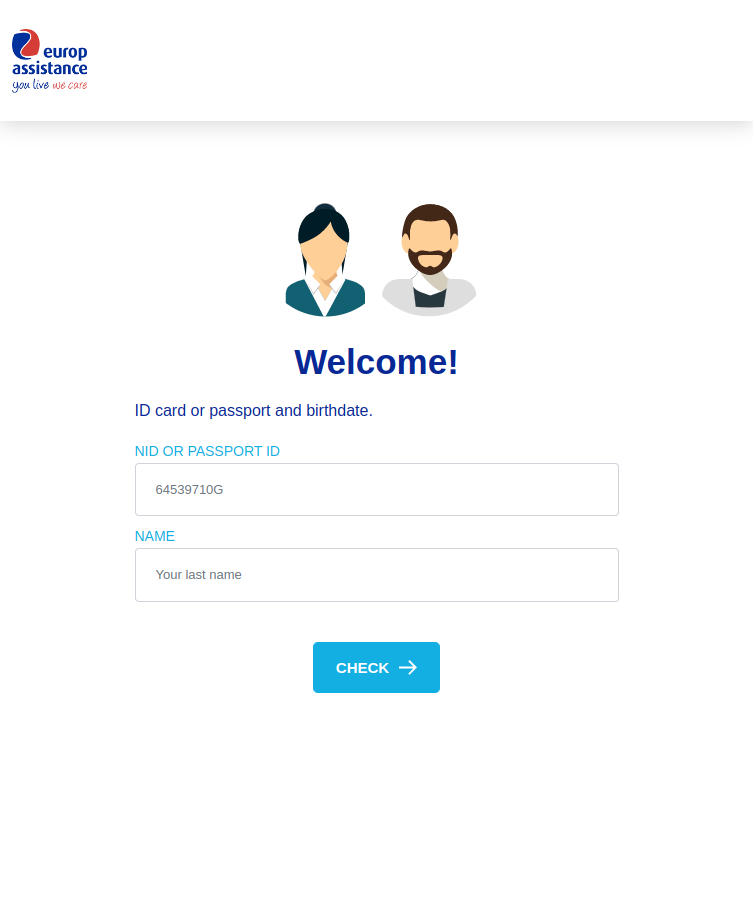 europ
assistance
you live we care
Welcome!
ID card or passport and birthdate.
NID OR PASSPORT ID
64539710G
NAME
Your last name
CHECK